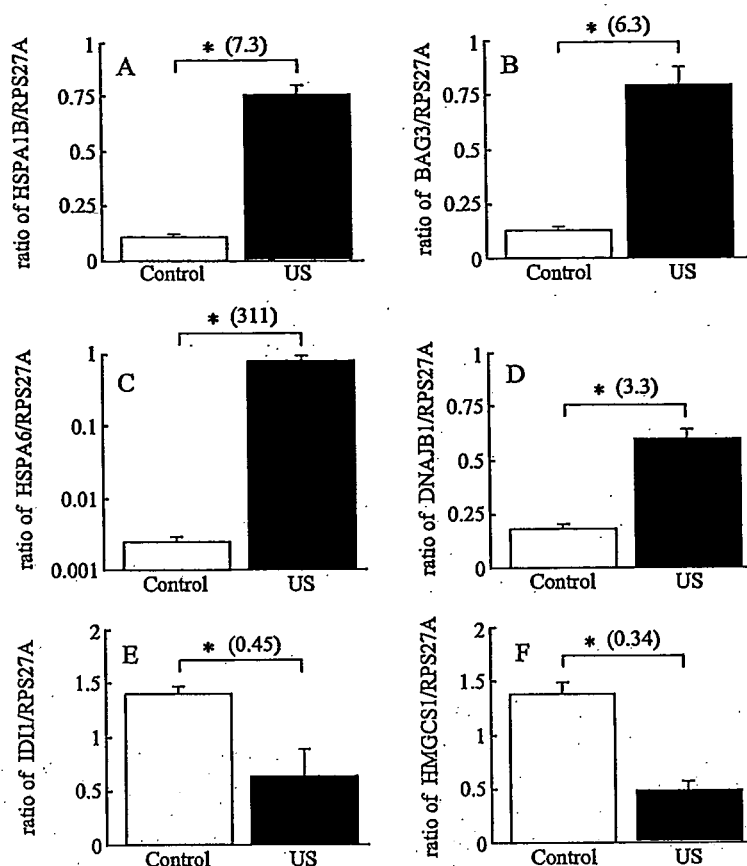 A
* (7.3)
ratio of HSPA1B/RPS27A
1
0.75
0.5
0.25
0
Control US
B
* (6.3)
ratio of BAG3/RPS27A
1
0.75
0.5
0.25
0
Control US
C
* (311)
ratio of HSPA6/RPS27A
1
0.1
0.01
0.001
Control US
D
* (3.3)
ratio of DNAJB1/RPS27A
1
0.75
0.5
0.25
0
Control US
E
* (0.45)
ratio of IDI1/RPS27A
2
1.5
1
0.5
0
Control US
F
* (0.34)
ratio of HMGCS1/RPS27A
2
1.5
1
0.5
0
Control US